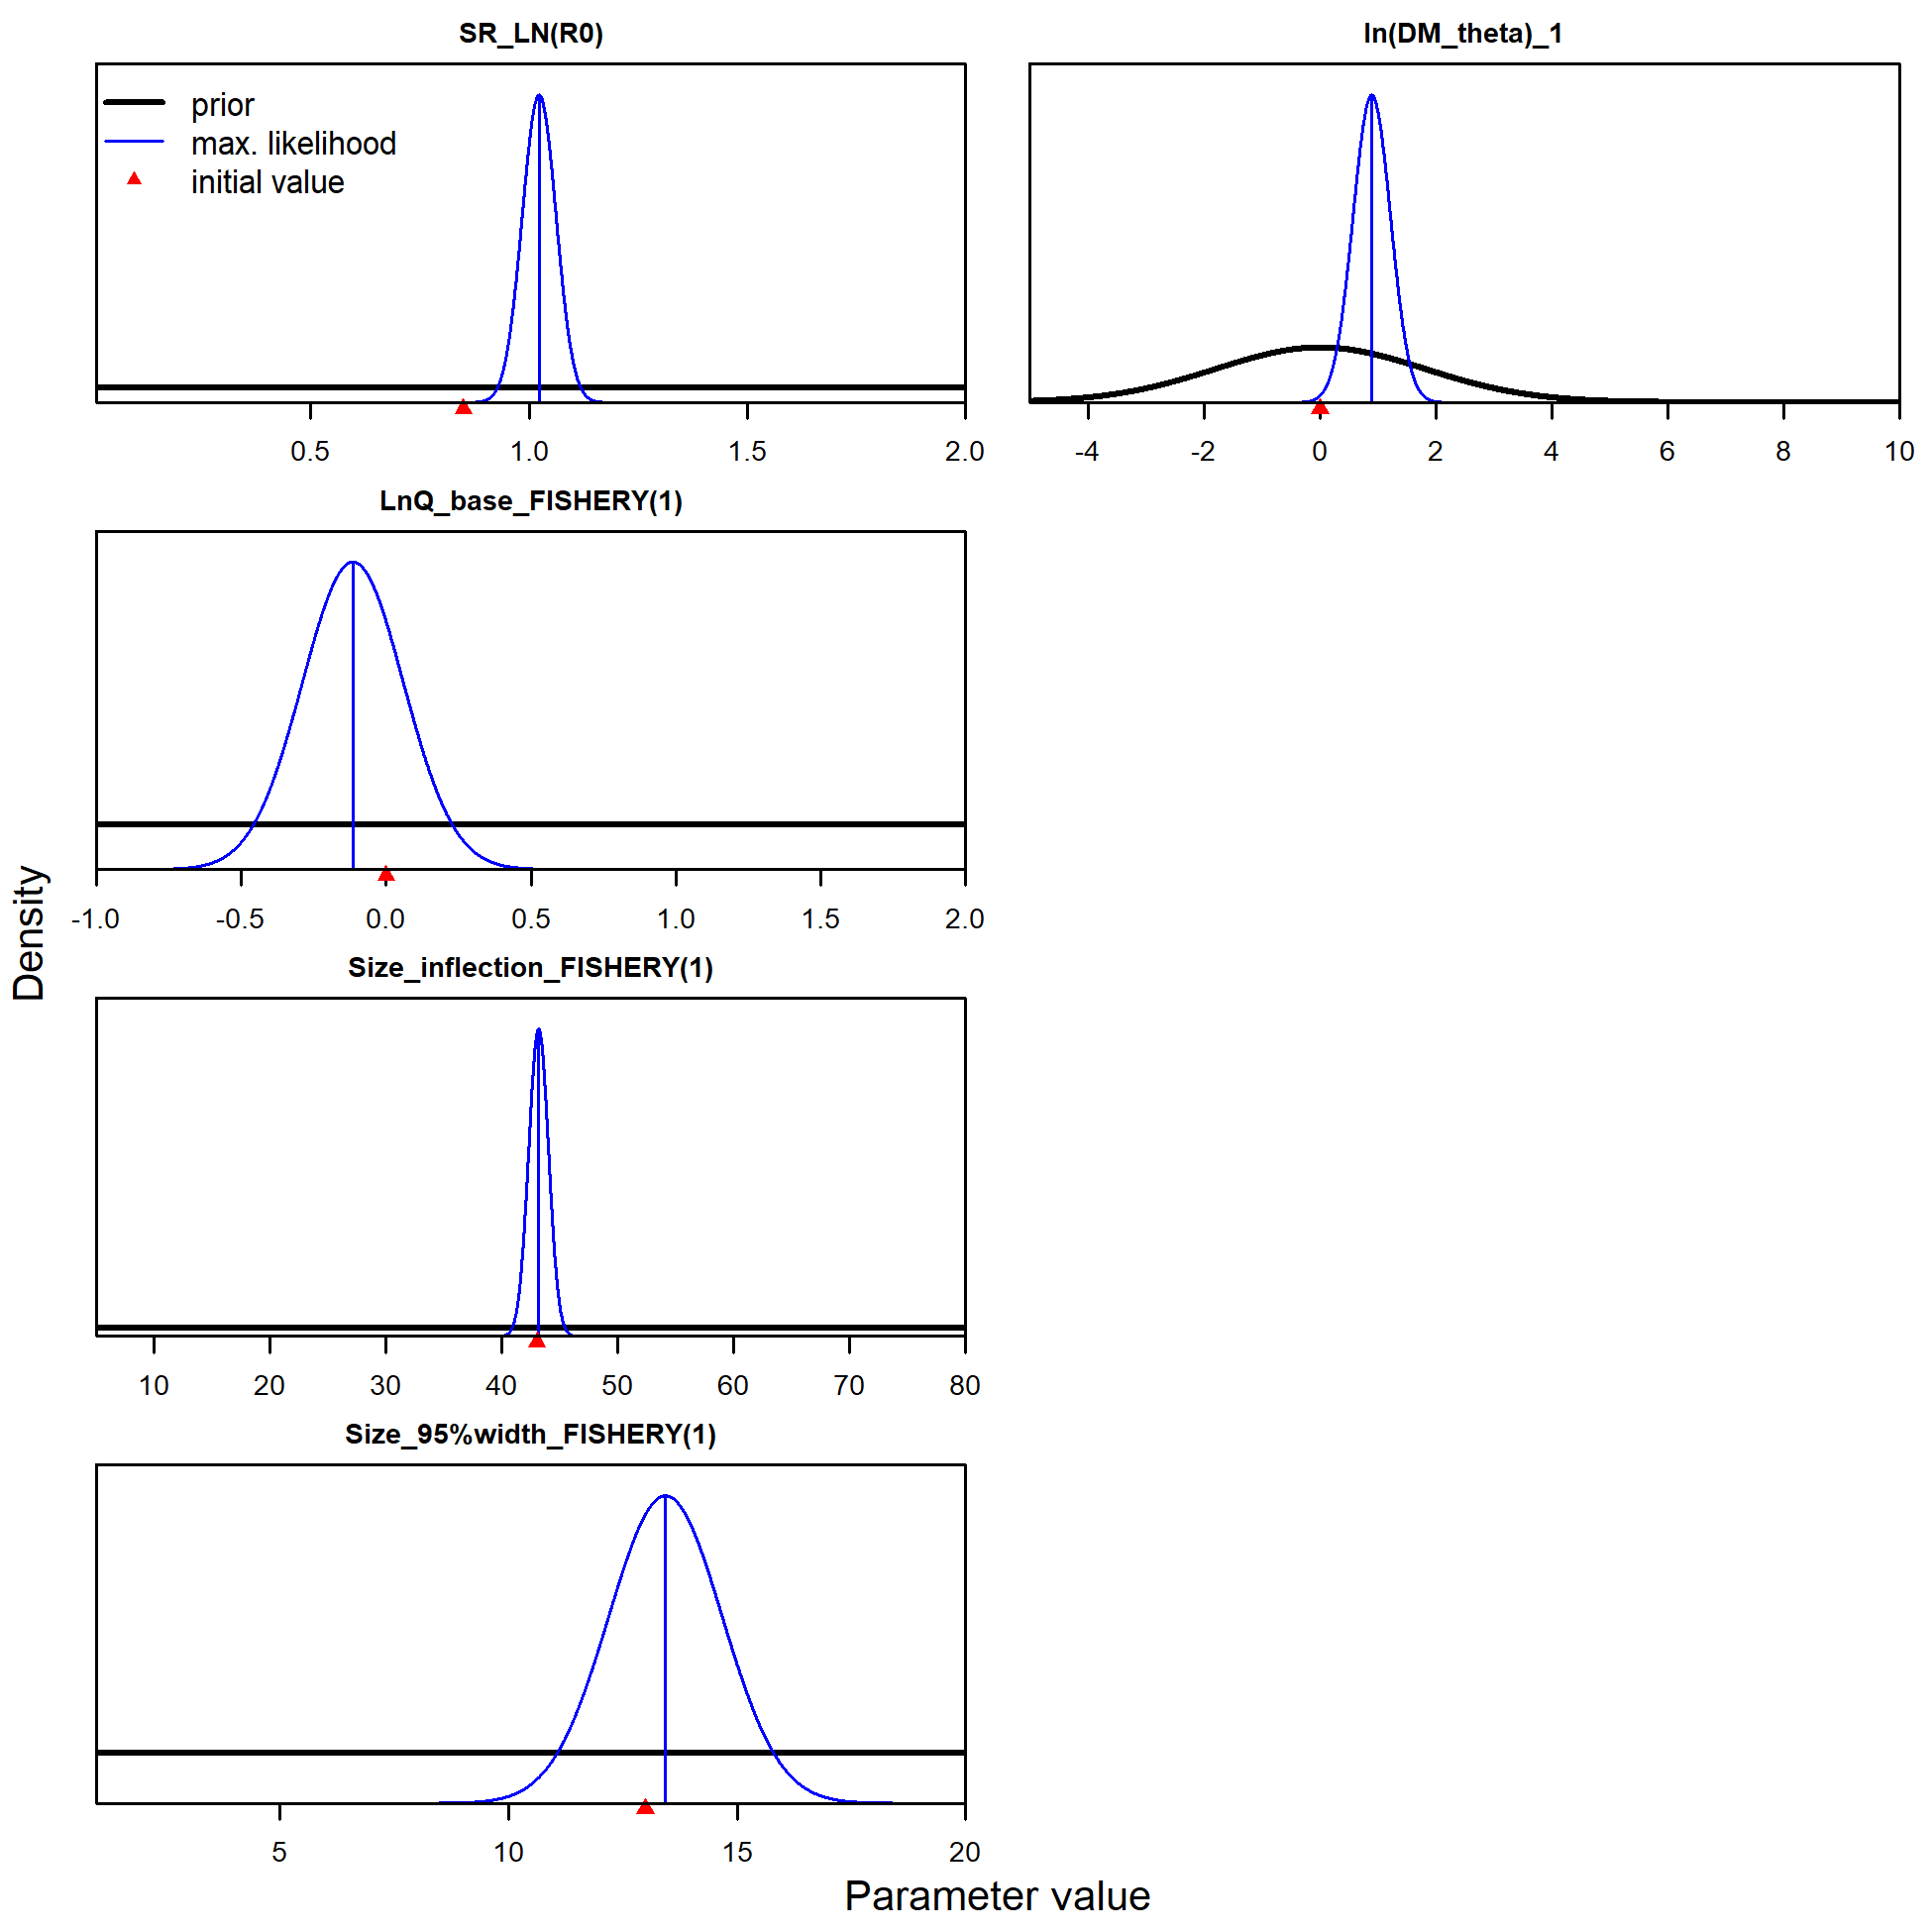 SR_LN(R0)
prior
max. likelihood
initial value
0.5 1.0 1.5 2.0
ln(DM_theta)_1
-4 -2 0 2 4 6 8 10
LnQ_base_FISHERY(1)
-1.0 -0.5 0.0 0.5 1.0 1.5 2.0
Size_inflection_FISHERY(1)
10 20 30 40 50 60 70 80
Size_95%width_FISHERY(1)
5 10 15 20
Density
Parameter value